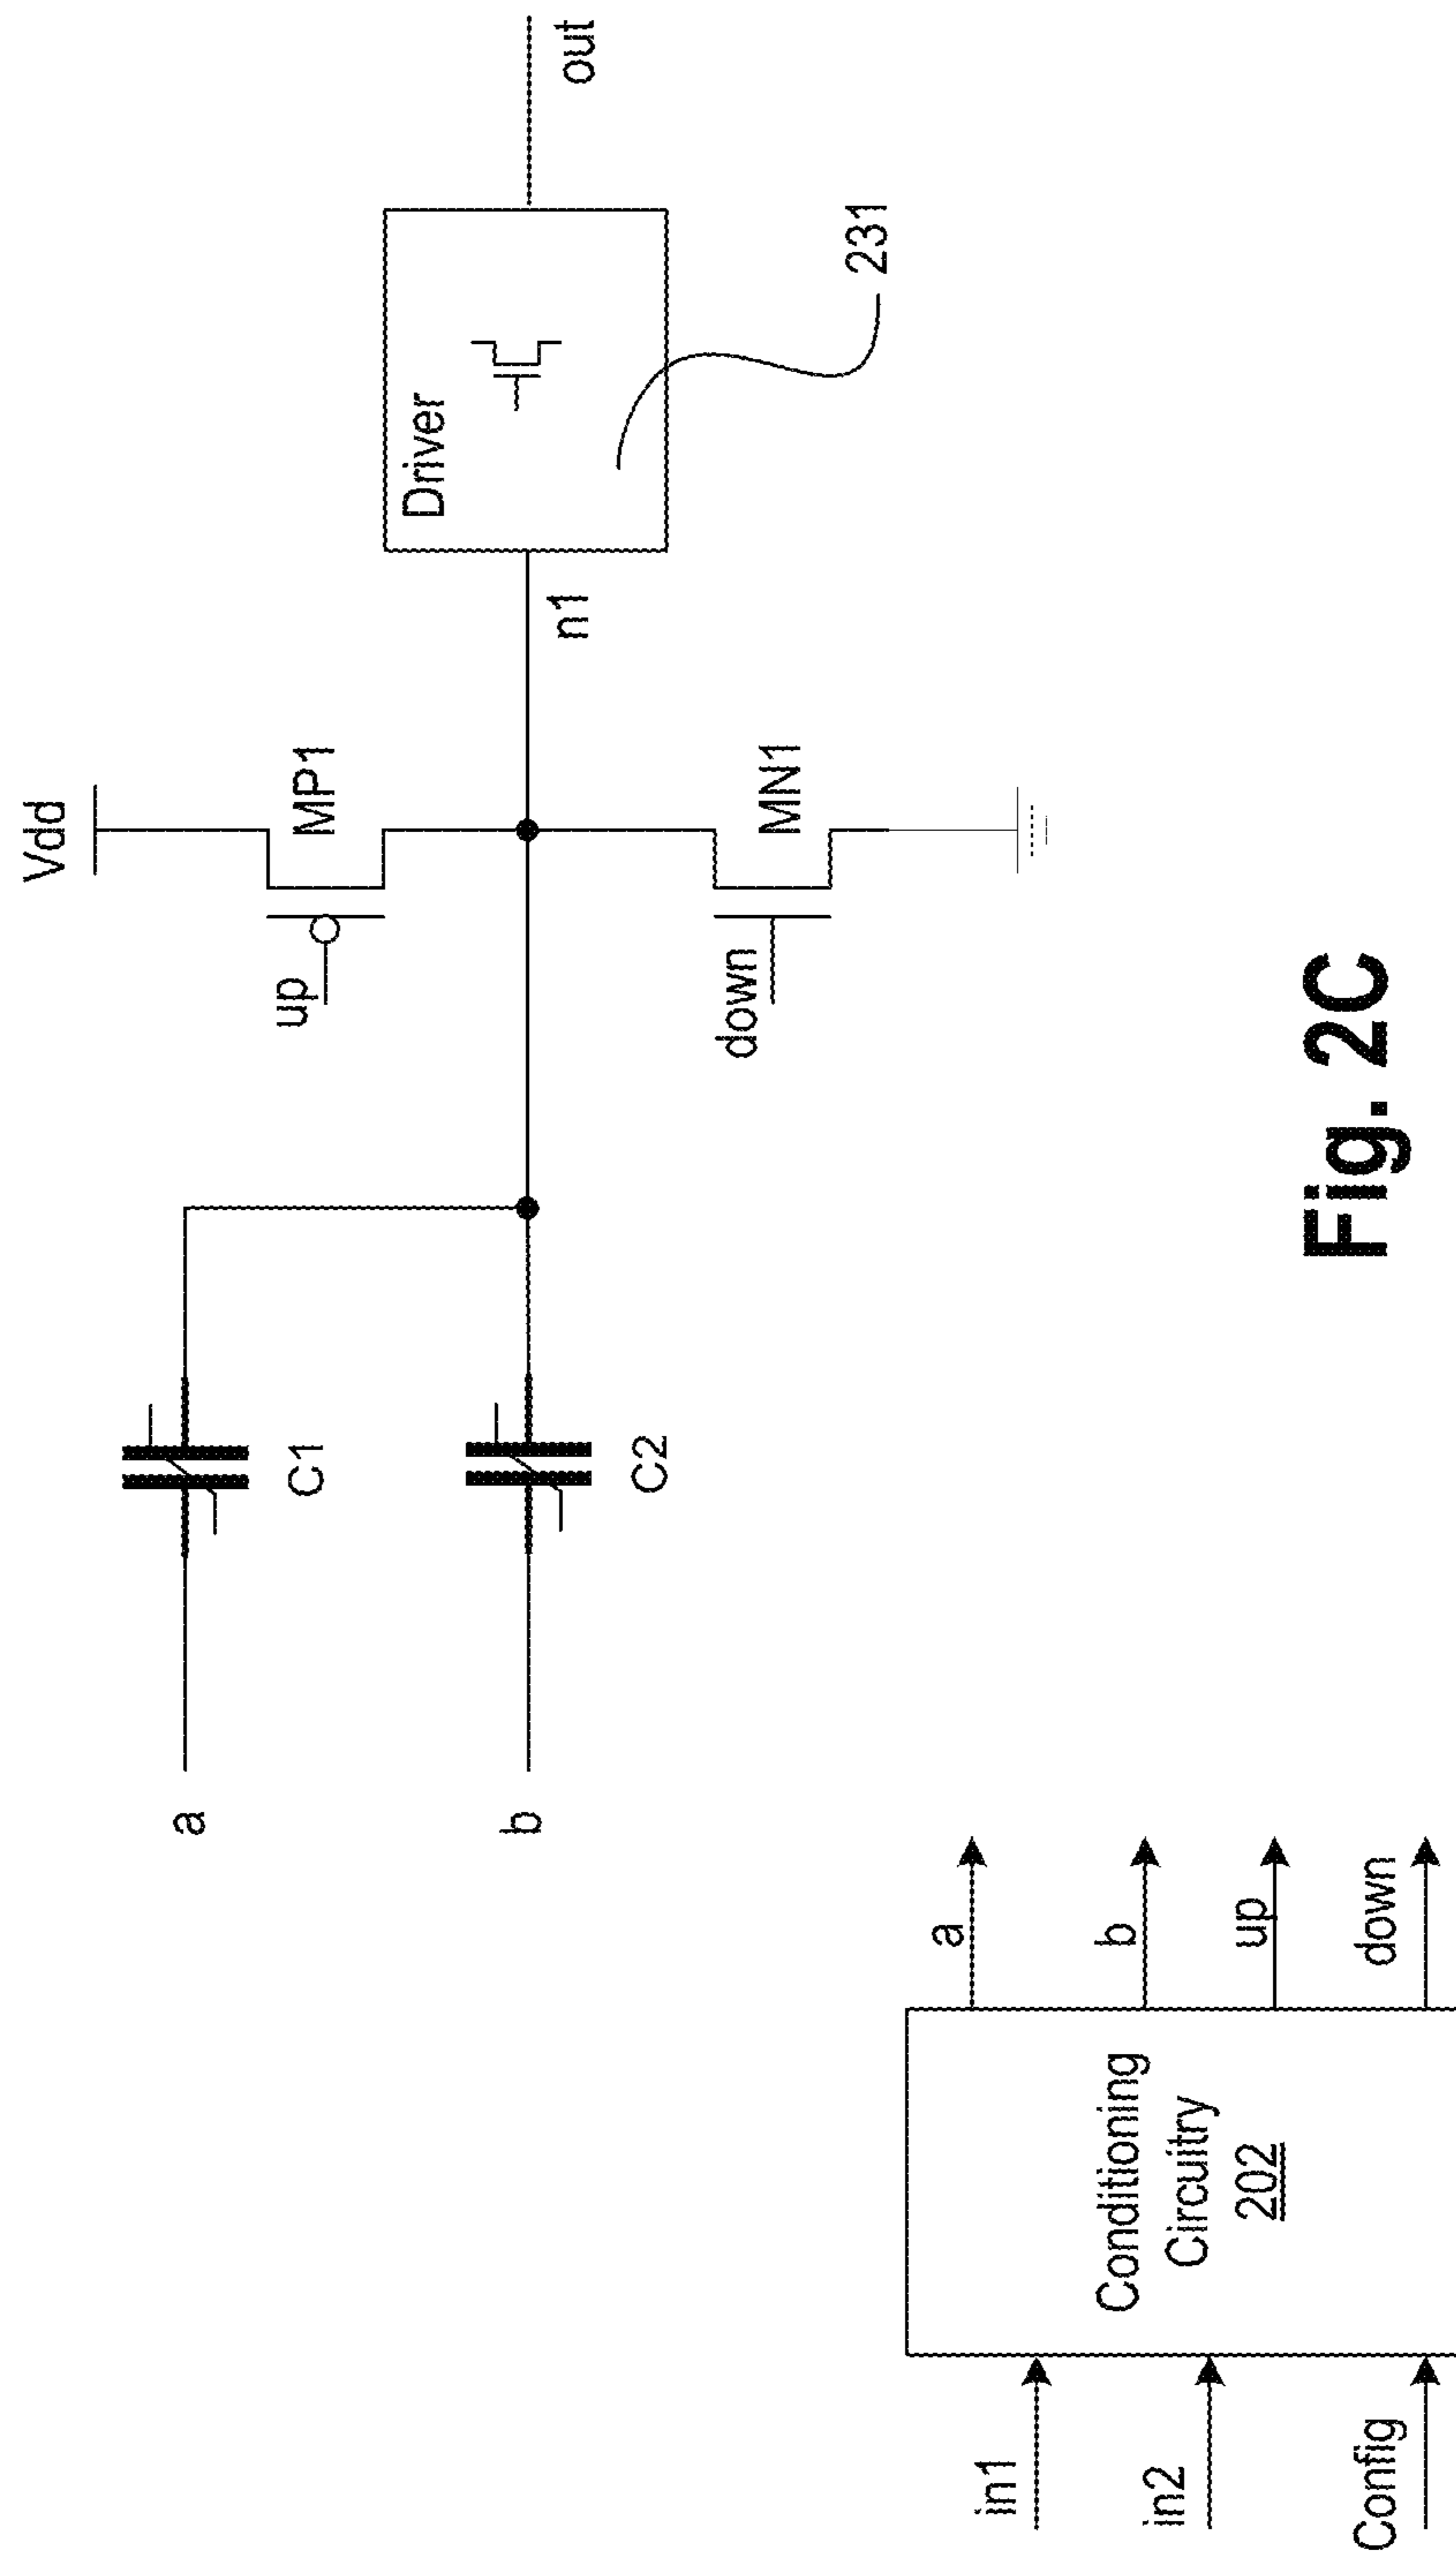 Vdd
MP1
up
a
C1
b
C2
n1
Driver
out
231
down
MN1
in1
in2
Config
Conditioning
Circuitry
202
a
b
up
down
Fig. 2C